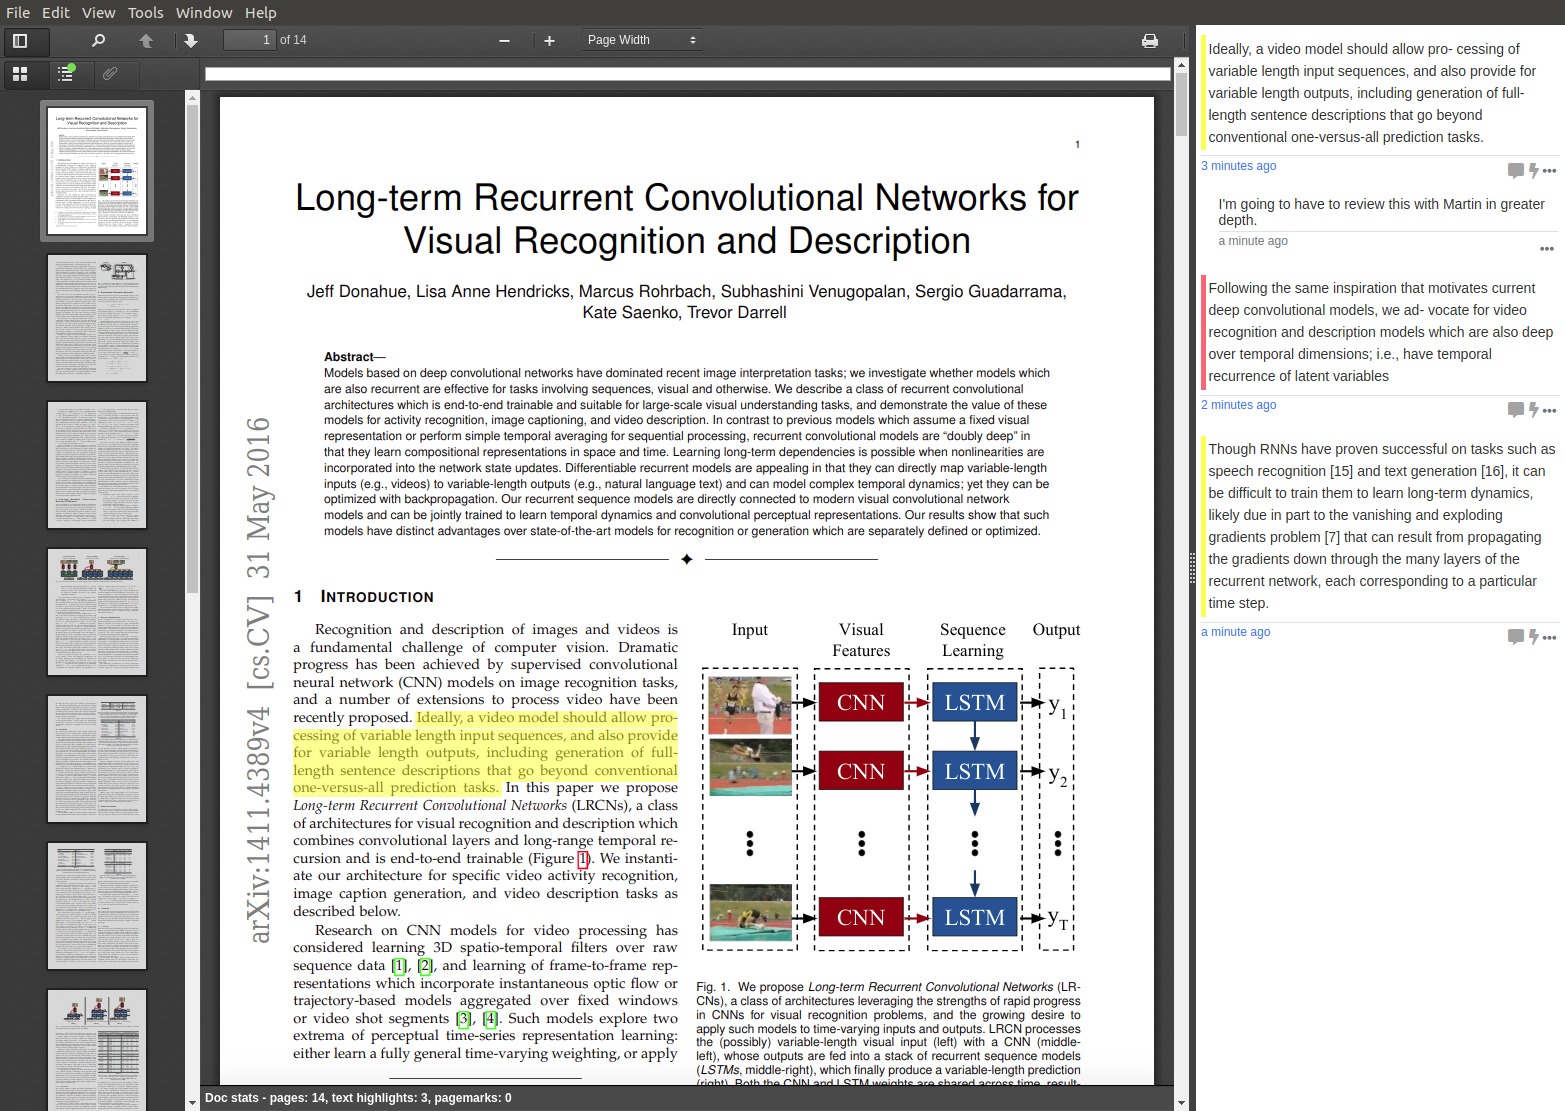 File Edit View Tools Window Help
1 of 14
Page Width
1
Long-term Recurrent Convolutional Networks for
Visual Recognition and Description
Jeff Donahue, Lisa Anne Hendricks, Marcus Rohrbach, Subhashini Venugopalan, Sergio Guadarrama,
Kate Saenko, Trevor Darrell
Abstract—
Models based on deep convolutional networks have dominated recent image interpretation tasks; we investigate whether models which
are also recurrent are effective for tasks involving sequences, visual and otherwise. We describe a class of recurrent convolutional
architectures which is end-to-end trainable and suitable for large-scale visual understanding tasks, and demonstrate the value of these
models for activity recognition, image captioning, and video description. In contrast to previous models which assume a fixed visual
representation or perform simple temporal averaging for sequential processing, recurrent convolutional models are “doubly deep” in
that they learn compositional representations in space and time. Learning long-term dependencies is possible when nonlinearities are
incorporated into the network state updates. Differentiable recurrent models are appealing in that they can directly map variable-length
inputs (e.g., videos) to variable-length outputs (e.g., natural language text) and can model complex temporal dynamics; yet they can be
optimized with backpropagation. Our recurrent sequence models are directly connected to modern visual convolutional network
models and can be jointly trained to learn temporal dynamics and convolutional perceptual representations. Our results show that such
models have distinct advantages over state-of-the-art models for recognition or generation which are separately defined or optimized.
arXiv:1411.4389v4 [cs.CV] 31 May 2016
1 INTRODUCTION
Recognition and description of images and videos is
a fundamental challenge of computer vision. Dramatic
progress has been achieved by supervised convolutional
neural network (CNN) models on image recognition tasks,
and a number of extensions to process video have been
recently proposed. Ideally, a video model should allow pro-
cessing of variable length input sequences, and also provide
for variable length outputs, including generation of full-
length sentence descriptions that go beyond conventional
one-versus-all prediction tasks. In this paper we propose
Long-term Recurrent Convolutional Networks (LRCNs), a class
of architectures for visual recognition and description which
combines convolutional layers and long-range temporal re-
cursion and is end-to-end trainable (Figure 1). We instanti-
ate our architecture for specific video activity recognition,
image caption generation, and video description tasks as
described below.
Research on CNN models for video processing has
considered learning 3D spatio-temporal filters over raw
sequence data [1], [2], and learning of frame-to-frame rep-
resentations which incorporate instantaneous optic flow or
trajectory-based models aggregated over fixed windows
or video shot segments [3], [4]. Such models explore two
extrema of perceptual time-series representation learning:
either learn a fully general time-varying weighting, or apply
Input Visual Features Sequence Learning Output
CNN LSTM y1
CNN LSTM y2
CNN LSTM yT
Fig. 1. We propose Long-term Recurrent Convolutional Networks (LR-
CNs), a class of architectures leveraging the strengths of rapid progress
in CNNs for visual recognition problems, and the growing desire to
apply such models to time-varying inputs and outputs. LRCN processes
the (possibly) variable-length visual input (left) with a CNN (middle-
left), whose outputs are fed into a stack of recurrent sequence models
(LSTMs, middle-right), which finally produce a variable-length prediction
(right). Both the CNN and LSTM weights are shared across time, result-
Doc stats - pages: 14, text highlights: 3, pagemarks: 0
Ideally, a video model should allow pro- cessing of
variable length input sequences, and also provide for
variable length outputs, including generation of full-
length sentence descriptions that go beyond
conventional one-versus-all prediction tasks.
3 minutes ago
I'm going to have to review this with Martin in greater
depth.
a minute ago
Following the same inspiration that motivates current
deep convolutional models, we ad- vocate for video
recognition and description models which are also deep
over temporal dimensions; i.e., have temporal
recurrence of latent variables
2 minutes ago
Though RNNs have proven successful on tasks such as
speech recognition [15] and text generation [16], it can
be difficult to train them to learn long-term dynamics,
likely due in part to the vanishing and exploding
gradients problem [7] that can result from propagating
the gradients down through the many layers of the
recurrent network, each corresponding to a particular
time step.
a minute ago